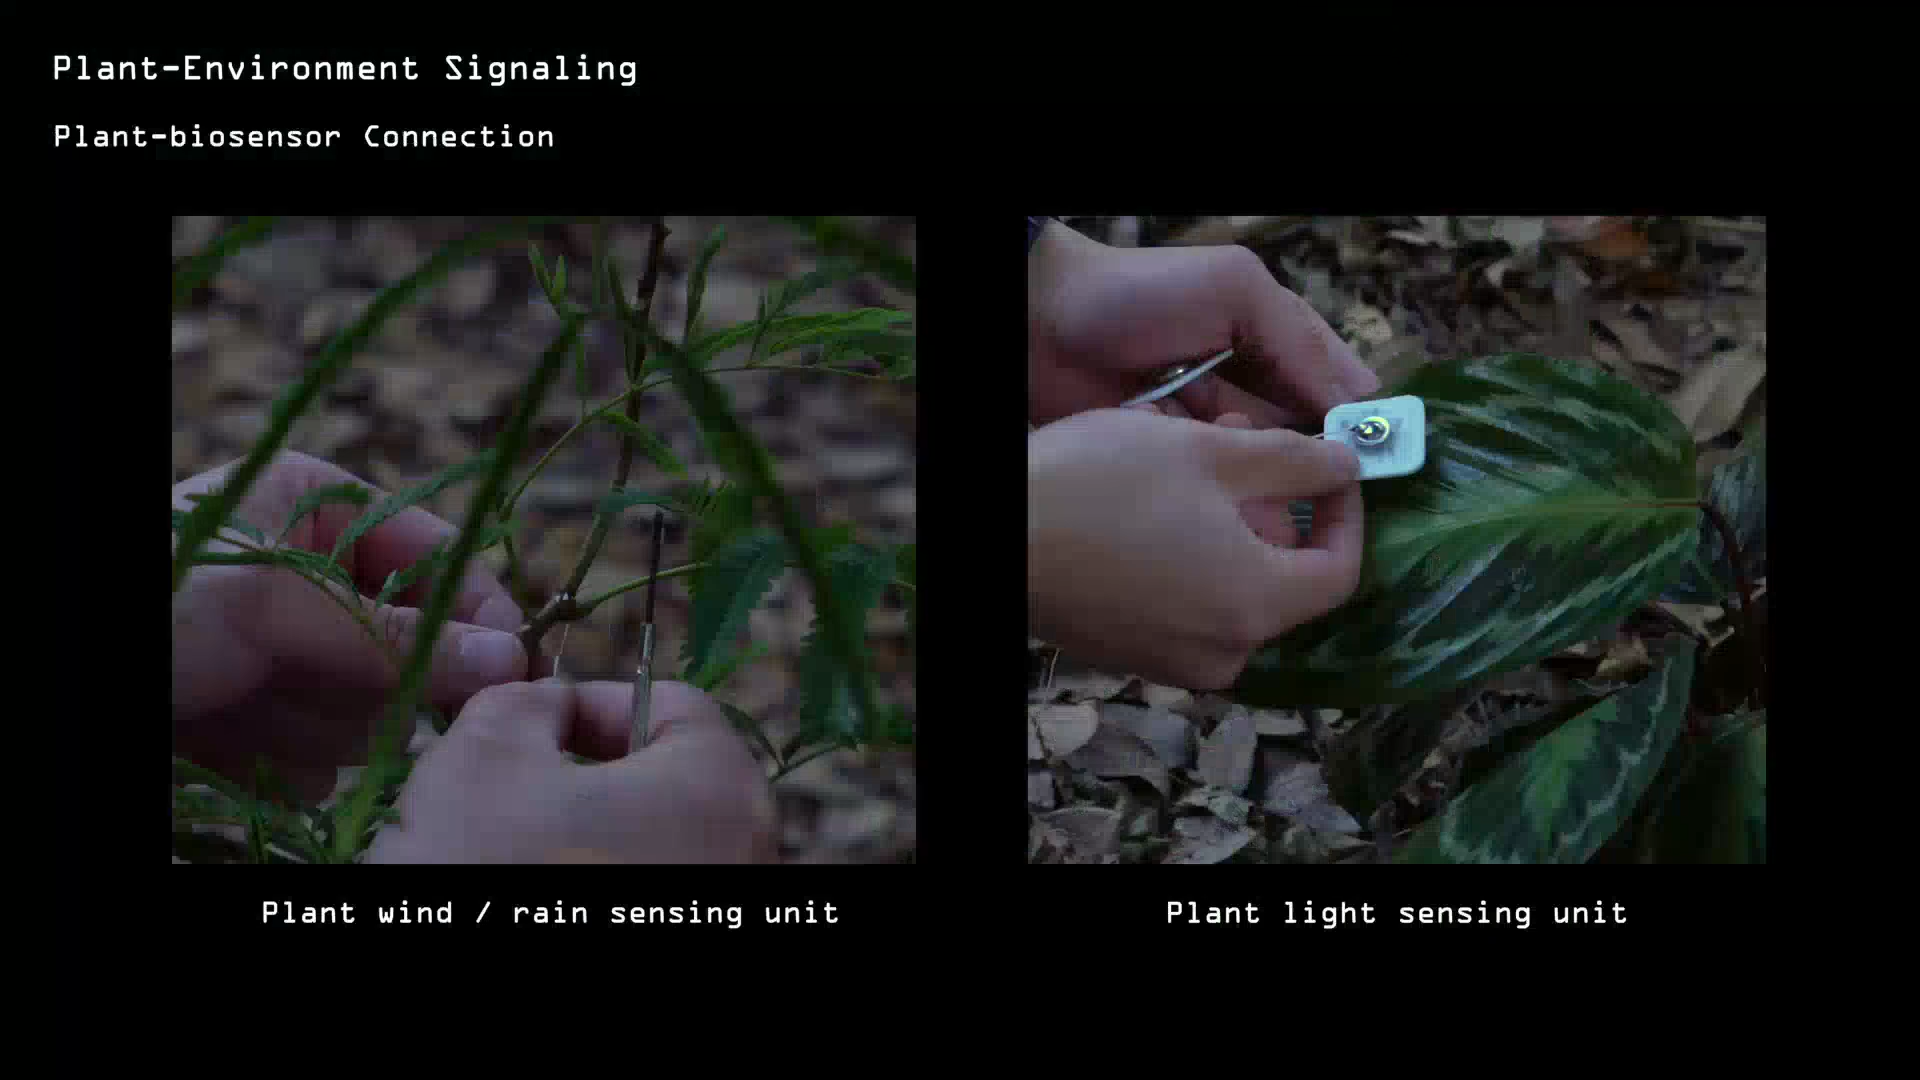 Plant-Environment Signaling
Plant-biosensor Connection
Plant wind / rain sensing unit
Plant light sensing unit